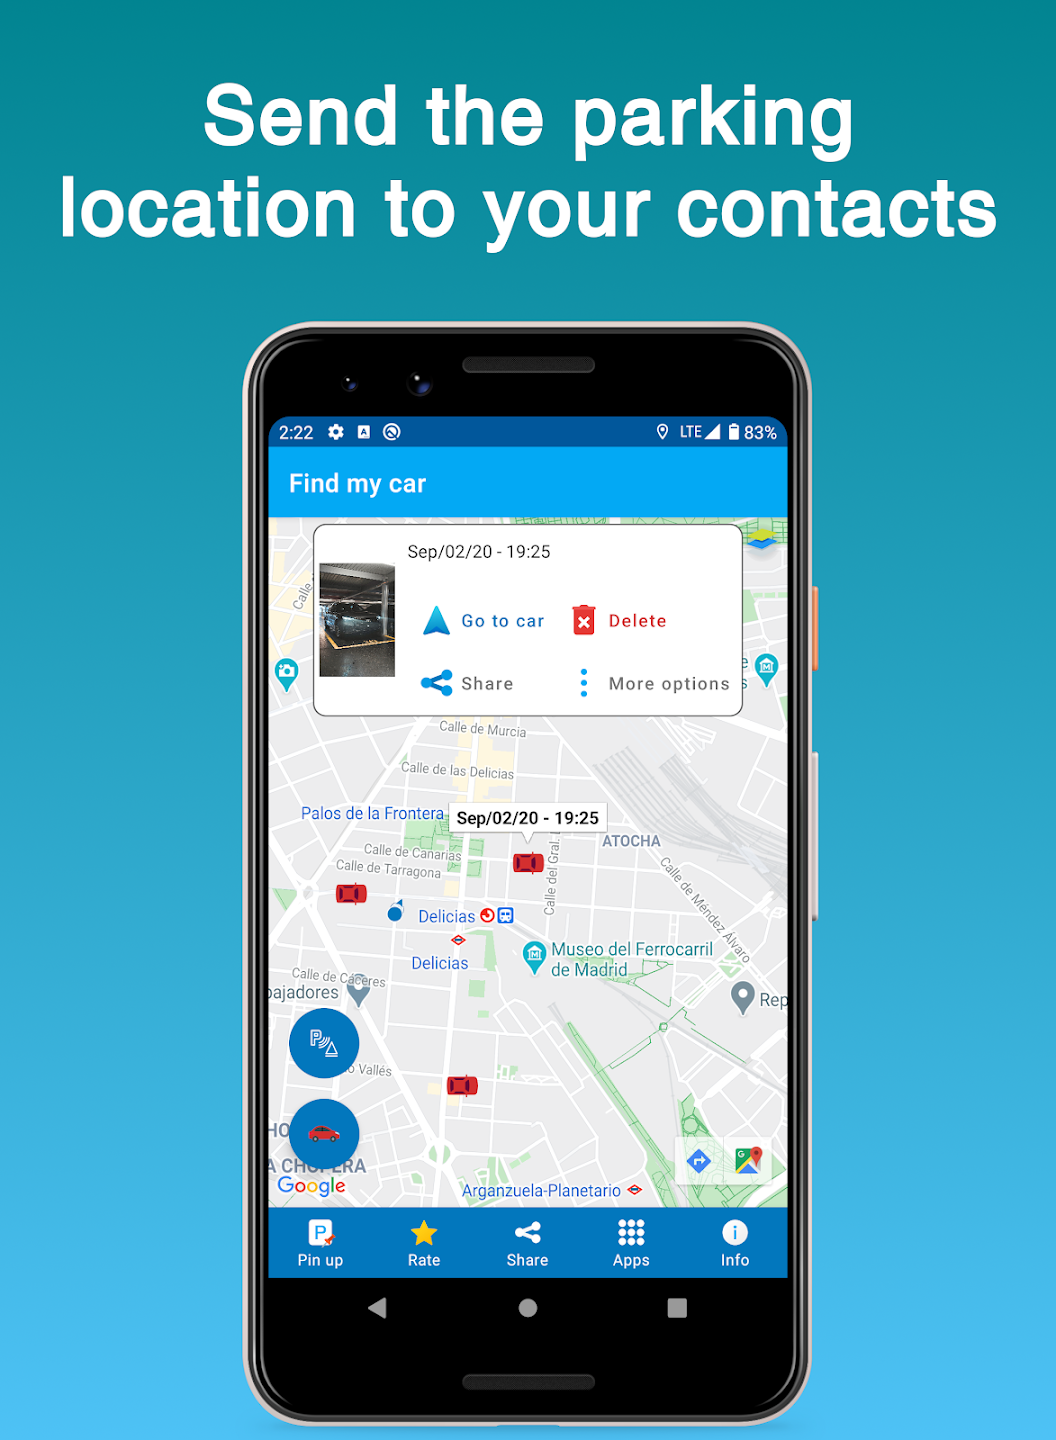 Send the parking
location to your contacts
2:22
LTE 83%
Find my car
Sep/02/20 - 19:25
Go to car
Delete
Share
More options
Calle de Murcia
Calle de las Delicias
Palos de la Frontera
Sep/02/20 - 19:25
ATOCHA
Calle de Canarias
Calle de Tarragona
Calle del Gral.
Calle de Méndez Álvaro
Delicias
Delicias
Museo del Ferrocarril
de Madrid
Calle de Cáceres
bajadores
Rep
P
o Vallés
HO
A CHOPERA
Google
Arganzuela-Planetario
P
Pin up
Rate
Share
Apps
Info